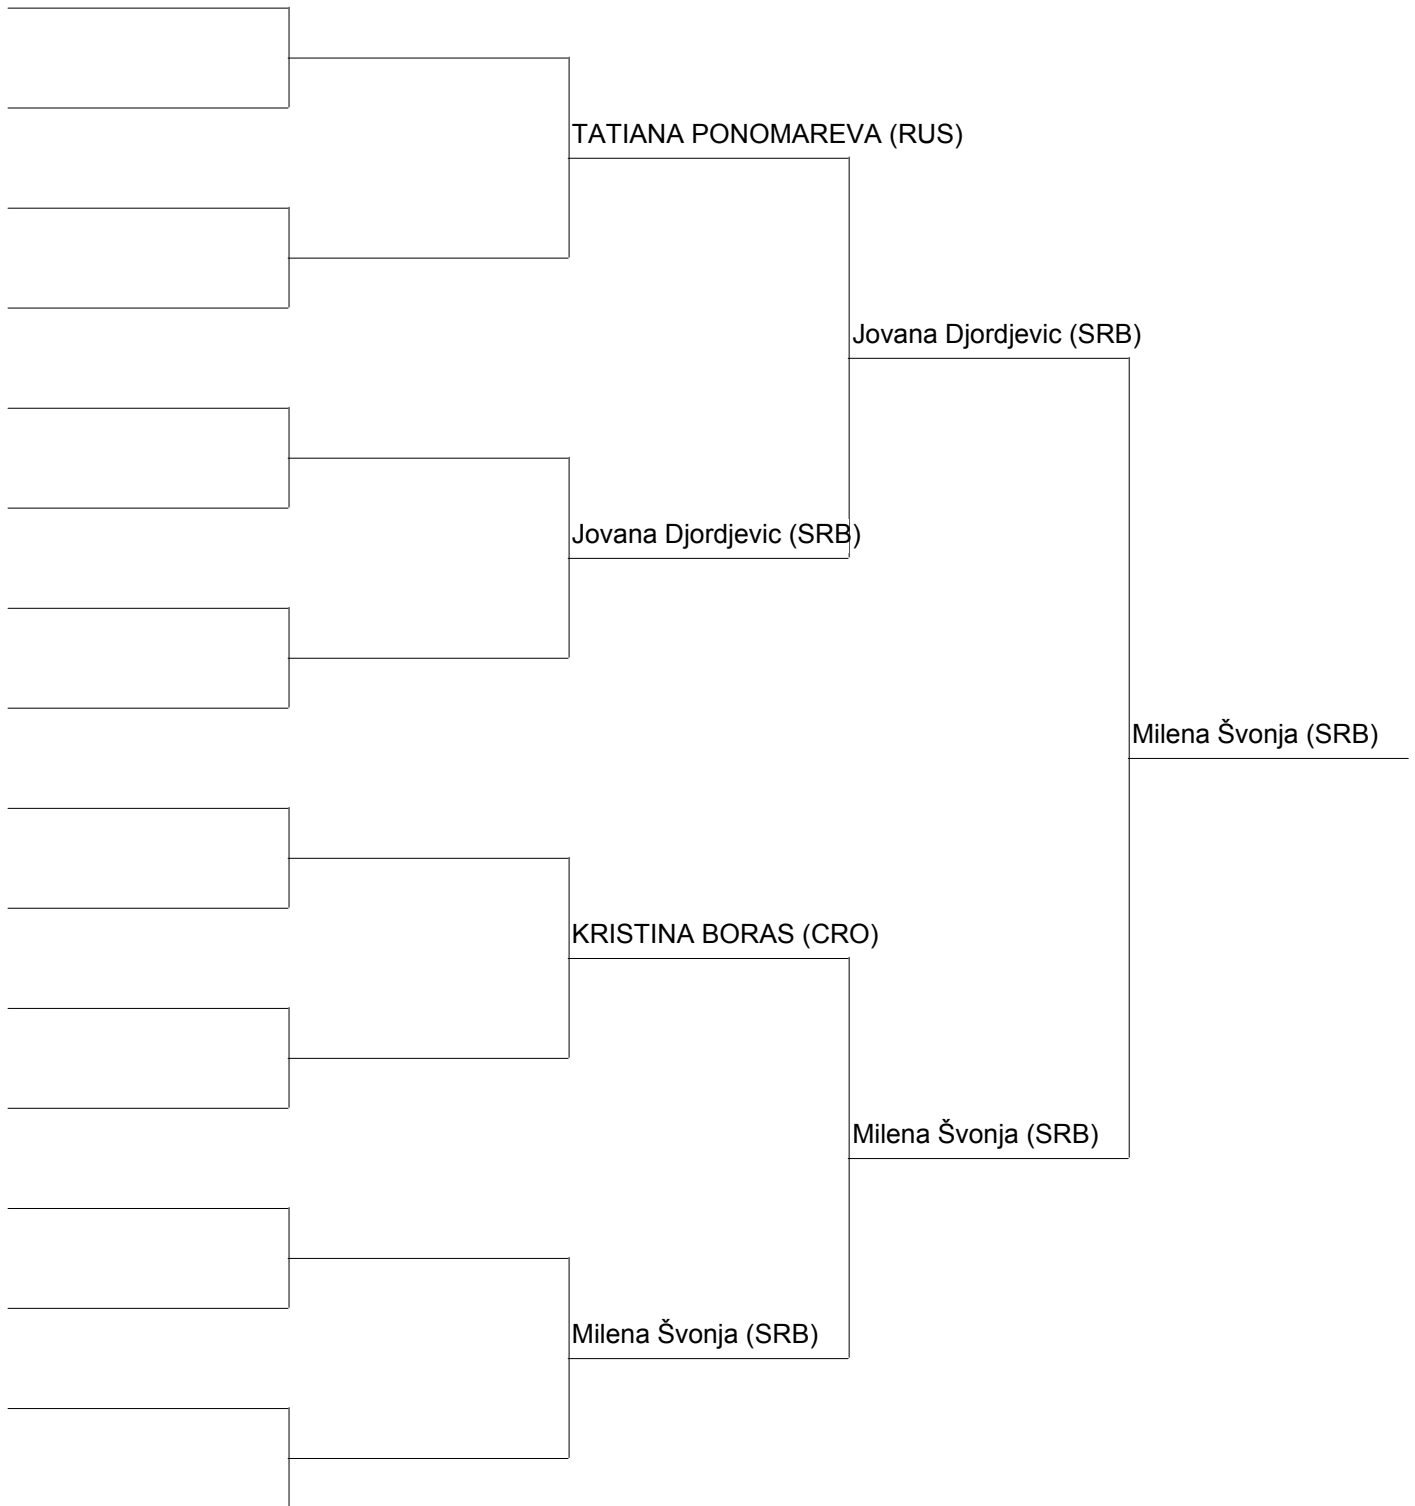 TATIANA PONOMAREVA (RUS)
Jovana Djordjevic (SRB)
Jovana Djordjevic (SRB)
Milena Švonja (SRB)
KRISTINA BORAS (CRO)
Milena Švonja (SRB)
Milena Švonja (SRB)